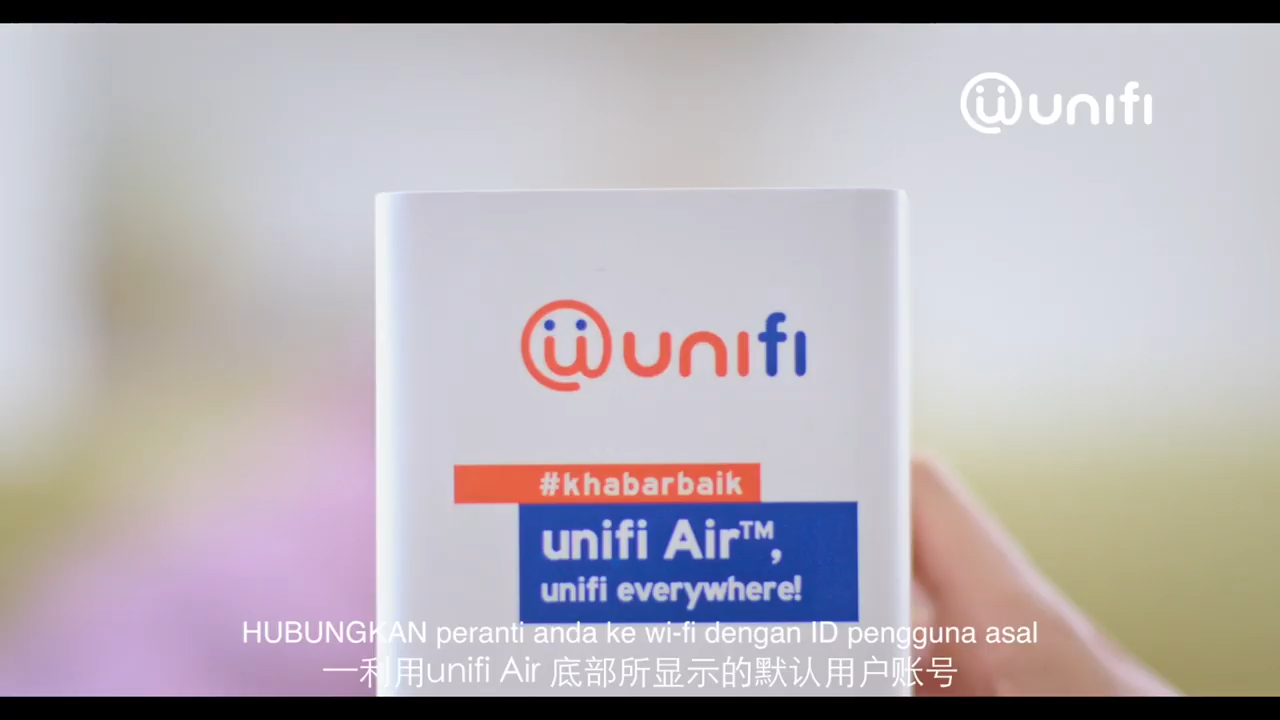 unifi
unifi
#khabarbaik
unifi Air™,
unifi everywhere!
HUBUNGKAN peranti anda ke wi-fi dengan ID pengguna asal
—利用unifi Air 底部所显示的默认用户账号